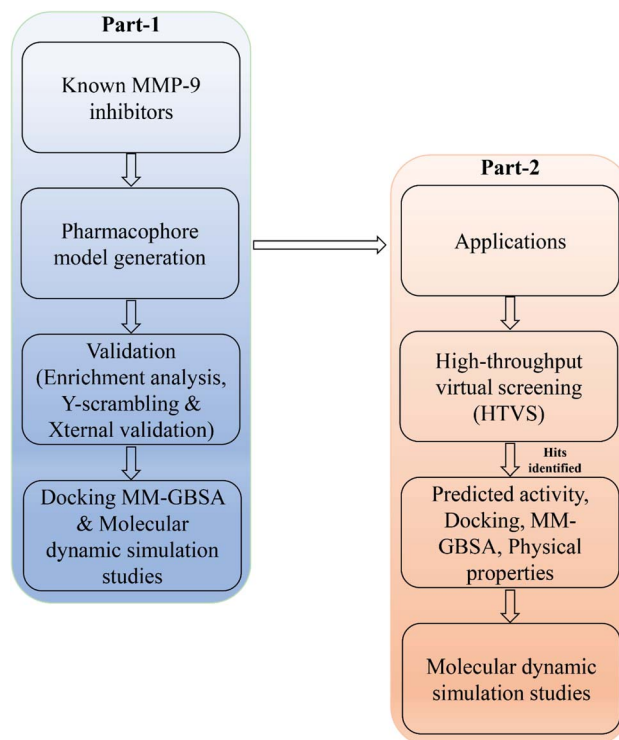 Part-1
Known MMP-9
inhibitors
Pharmacophore
model generation
Validation
(Enrichment analysis,
Y-scrambling &
Xternal validation)
Docking MM-GBSA
& Molecular
dynamic simulation
studies
Part-2
Applications
High-throughput
virtual screening
(HTVS)
Hits
identified
Predicted activity,
Docking, MM-
GBSA, Physical
properties
Molecular dynamic
simulation studies